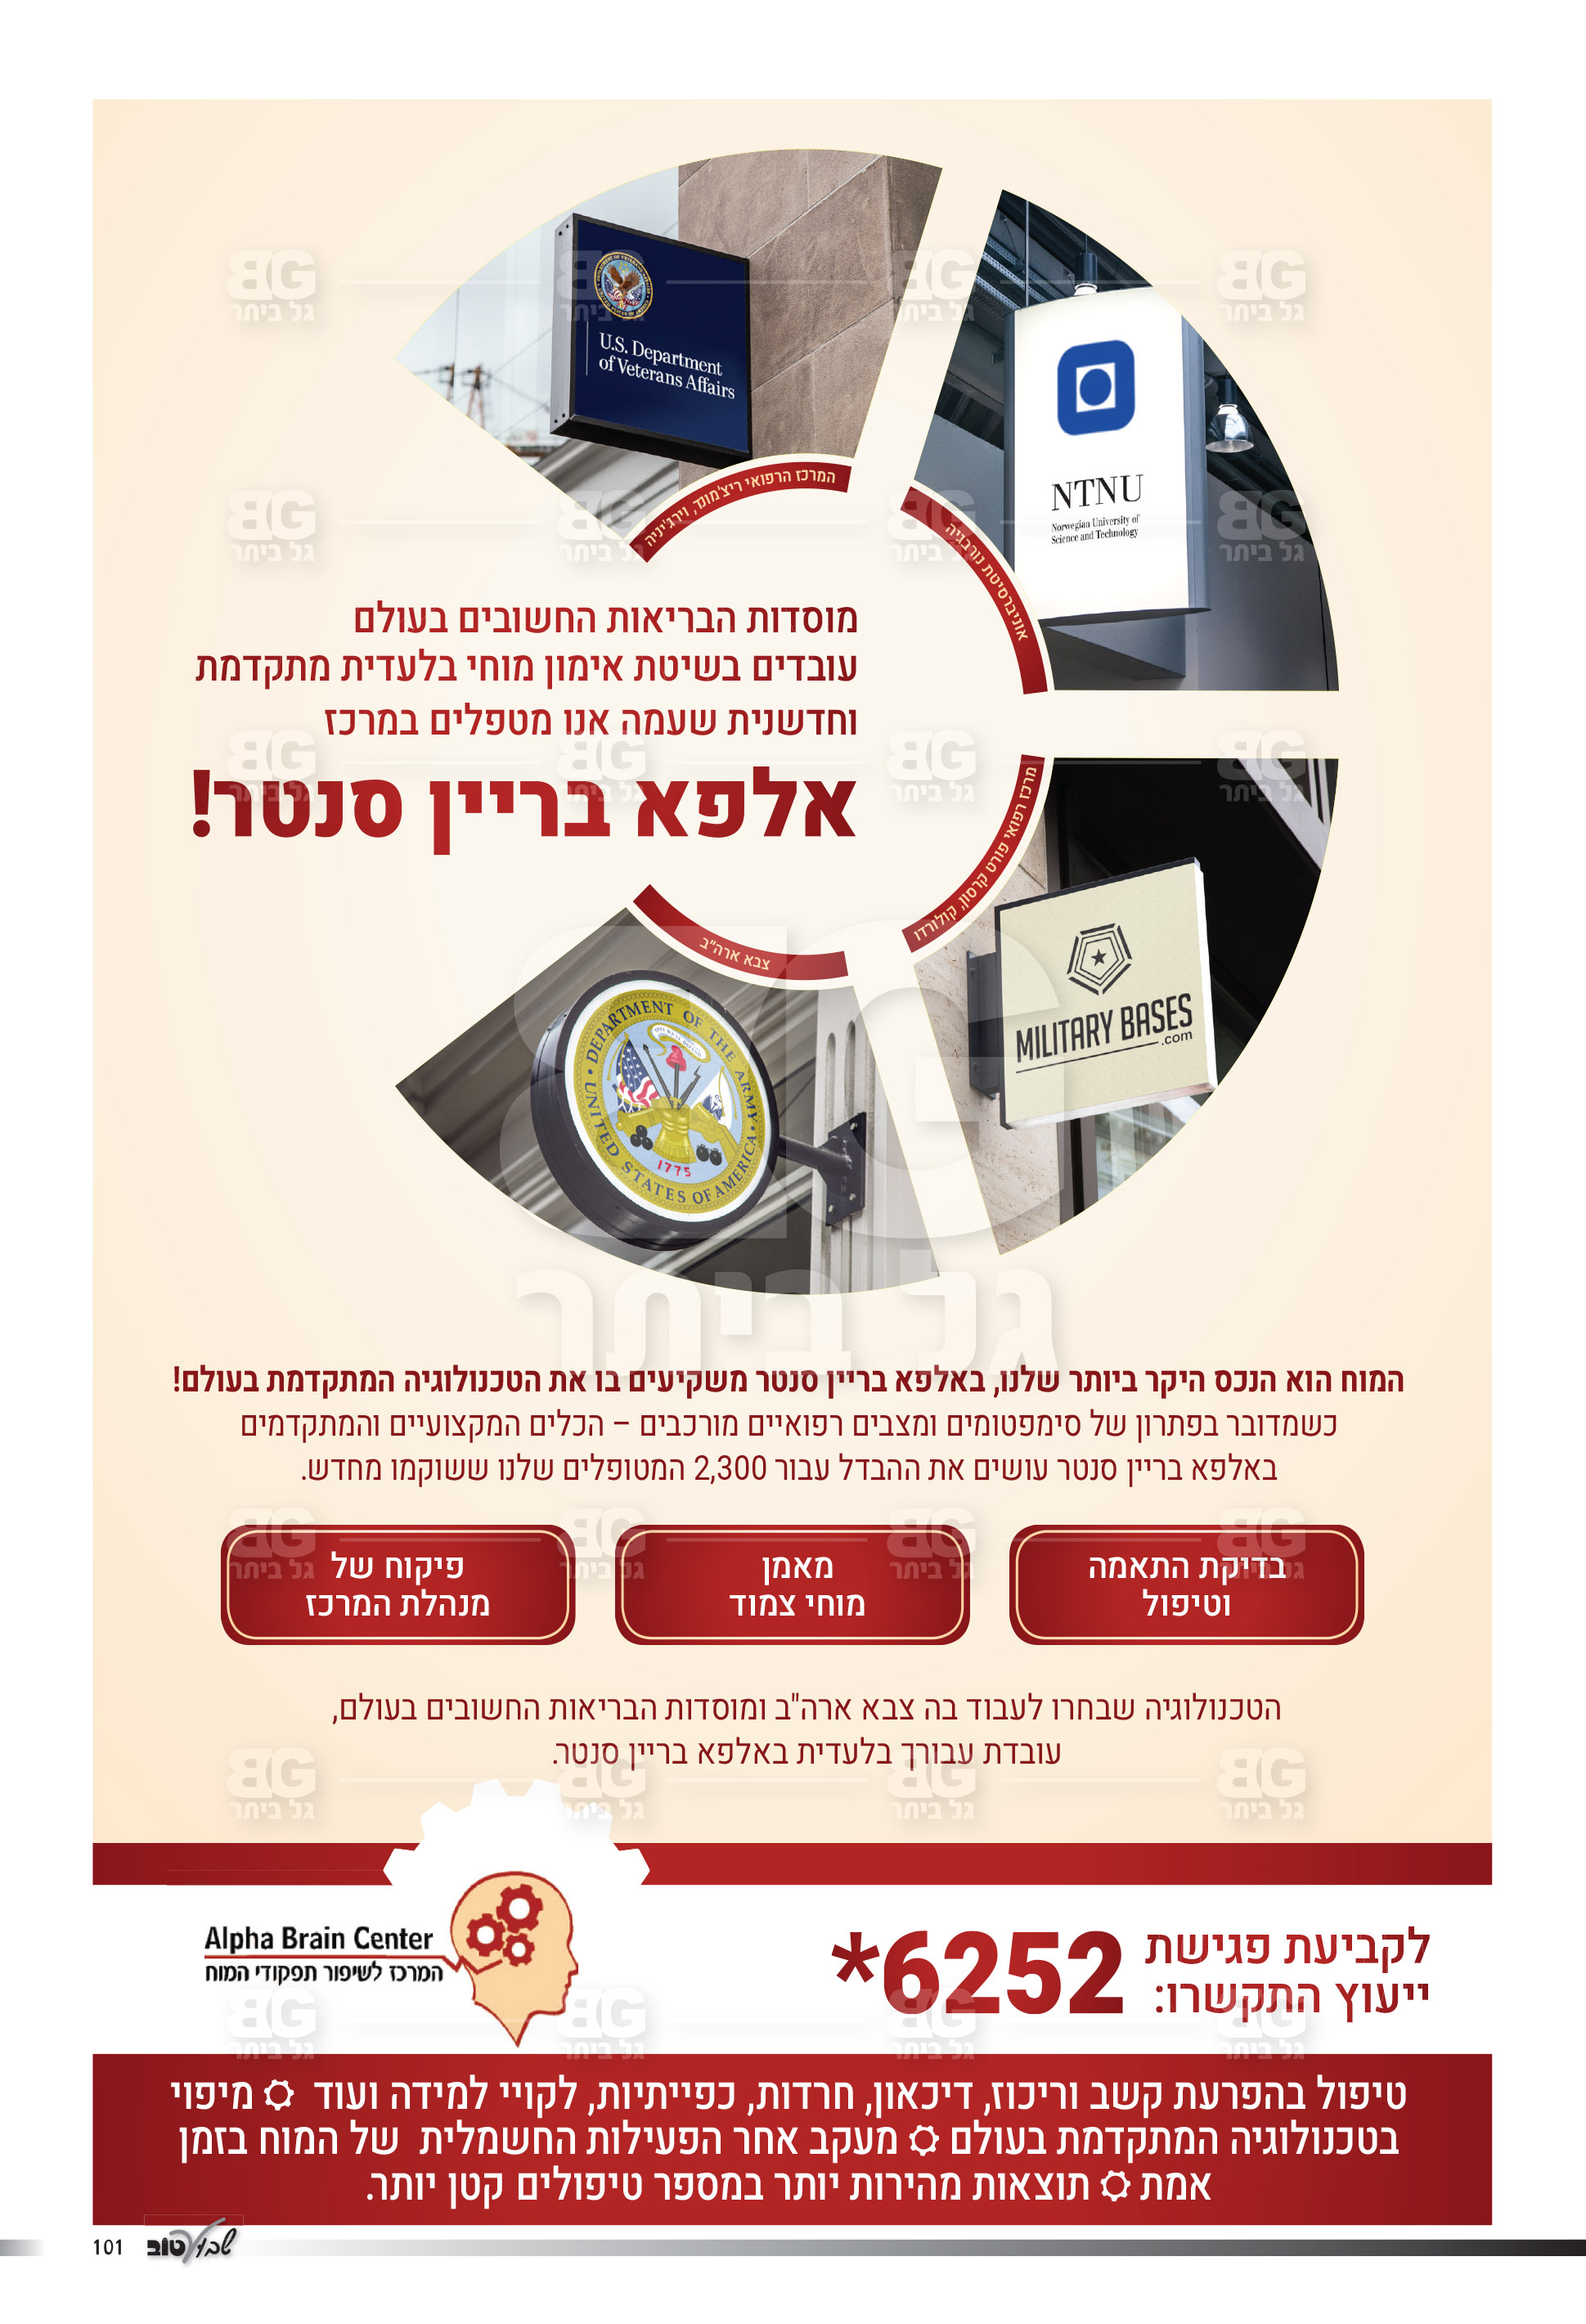 U.S. Department
of Veterans Affairs
המרכז הרפואי ריצ'מונד, וירג'יניה
NTNU
Norwegian University of
Science and Technology
אוניברסיטת נורבגיה
מוסדות הבריאות החשובים בעולם
עובדים בשיטת אימון מוחי בלעדית מתקדמת
וחדשנית שעמה אנו מטפלים במרכז
אלפא בריין סנטר!
מרכז רפואי פורט קרסון, קולורדו
MILITARY BASES
.com
צבא ארה"ב
DEPARTMENT OF THE ARMY
UNITED STATES OF AMERICA
1775
המוח הוא הנכס היקר ביותר שלנו, באלפא בריין סנטר משקיעים בו את הטכנולוגיה המתקדמת בעולם!
כשמדובר בפתרון של סימפטומים ומצבים רפואיים מורכבים – הכלים המקצועיים והמתקדמים
באלפא בריין סנטר עושים את ההבדל עבור 2,300 המטופלים שלנו ששוקמו מחדש.
בדיקת התאמה
וטיפול
מאמן
מוחי צמוד
פיקוח של
מנהלת המרכז
הטכנולוגיה שבחרו לעבוד בה צבא ארה"ב ומוסדות הבריאות החשובים בעולם,
עובדת עבורך בלעדית באלפא בריין סנטר.
לקביעת פגישת
ייעוץ התקשרו:
*6252
Alpha Brain Center
המרכז לשיפור תפקודי המוח
טיפול בהפרעת קשב וריכוז, דיכאון, חרדות, כפייתיות, לקויי למידה ועוד מיפוי
בטכנולוגיה המתקדמת בעולם מעקב אחר הפעילות החשמלית של המוח בזמן
אמת תוצאות מהירות יותר במספר טיפולים קטן יותר.
101 שבוע טוב
BG
גל ביתר